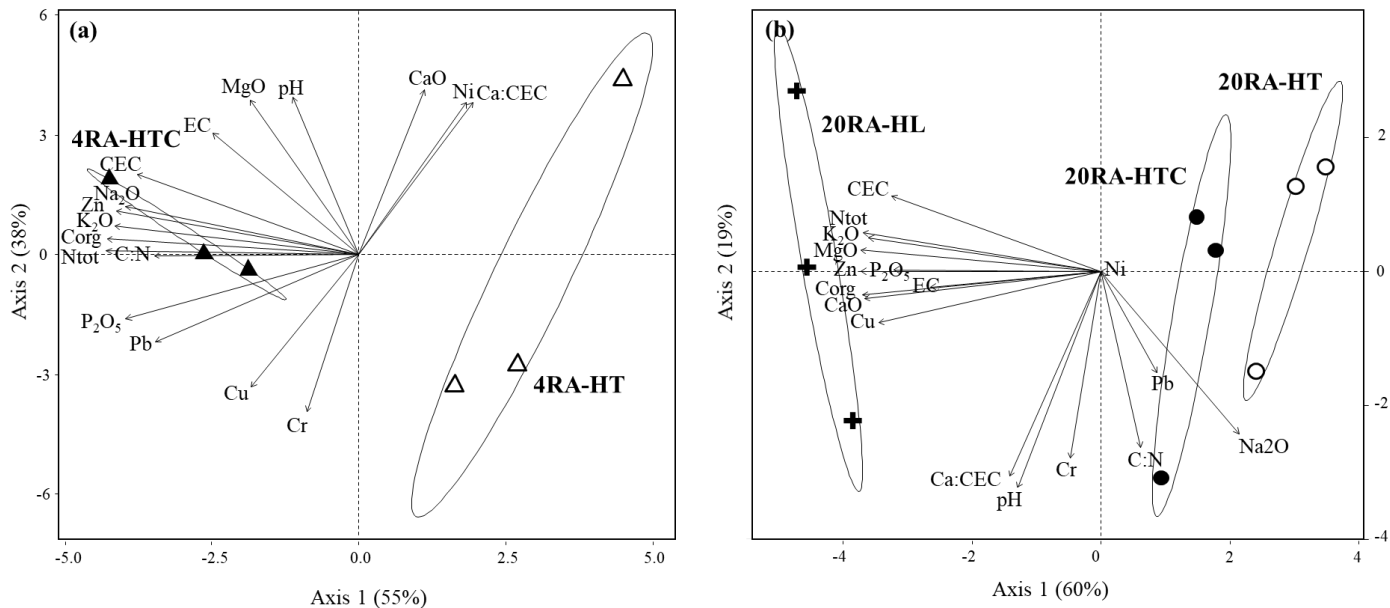 (a)
6
3
0
-3
-6
Axis 2 (38%)
MgO
pH
CaO
Ni
Ca:CEC
EC
4RA-HTC
CEC
Na₂O
Zn
K₂O
Corg
Ntot
C:N
P₂O₅
Pb
Cu
Cr
4RA-HT
-5.0
-2.5
0.0
2.5
5.0
Axis 1 (55%)
(b)
Axis 2 (19%)
20RA-HL
20RA-HTC
20RA-HT
CEC
Ntot
K₂O
MgO
Zn
P₂O₅
Ni
EC
Corg
CaO
Cu
Pb
Na2O
C:N
Cr
Ca:CEC
pH
2
0
-2
-4
-4
-2
0
2
4
Axis 1 (60%)